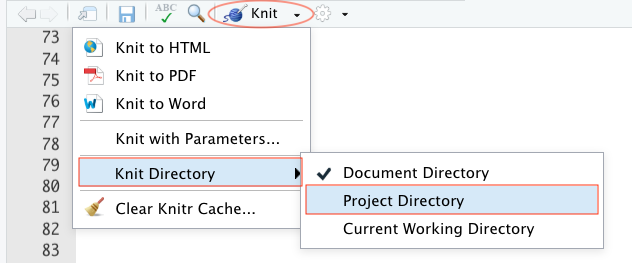 ABC
Knit
73
74
75
76
77
78
79
80
81
82
83
Knit to HTML
Knit to PDF
Knit to Word
Knit with Parameters...
Knit Directory
Clear Knitr Cache...
Document Directory
Project Directory
Current Working Directory